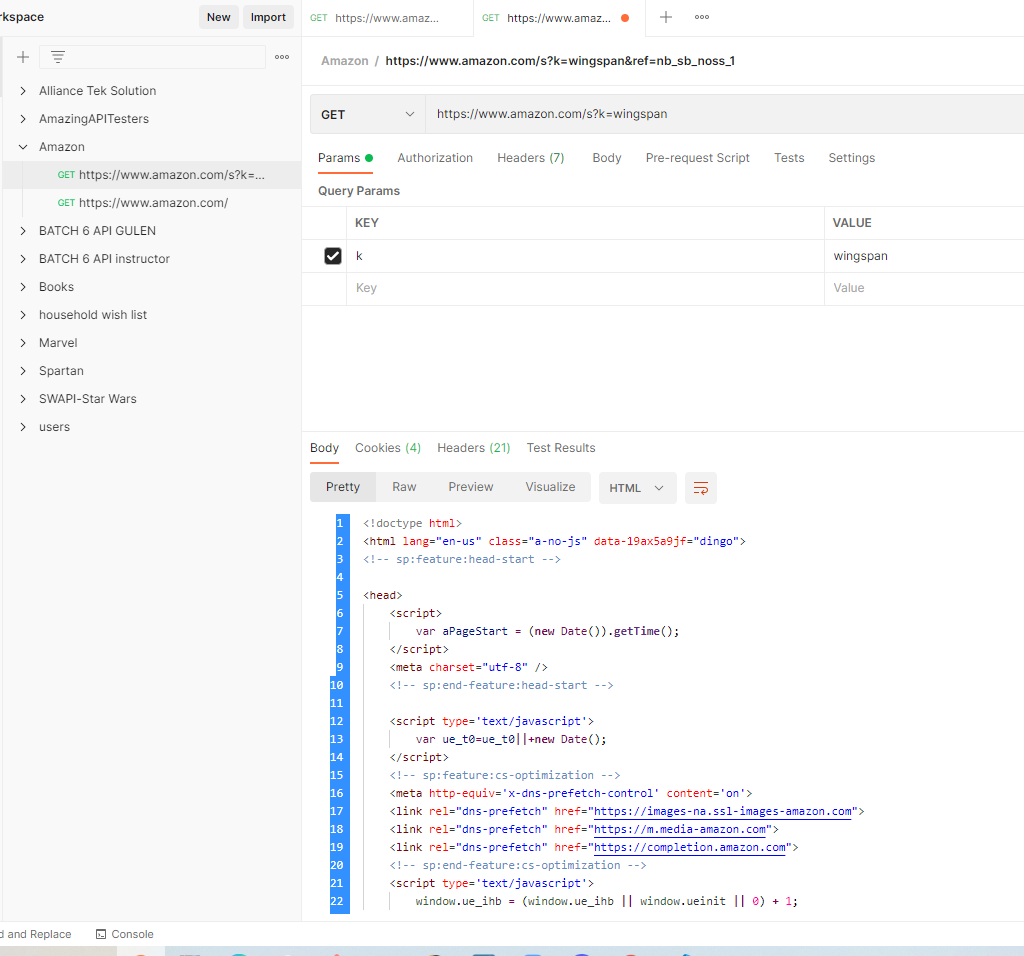 rkspace
New
Import
GET https://www.amaz...
GET https://www.amaz...
Alliance Tek Solution
AmazingAPITesters
Amazon
GET https://www.amazon.com/s?k=...
GET https://www.amazon.com/
BATCH 6 API GULEN
BATCH 6 API instructor
Books
household wish list
Marvel
Spartan
SWAPI-Star Wars
users
Amazon / https://www.amazon.com/s?k=wingspan&ref=nb_sb_noss_1
GET https://www.amazon.com/s?k=wingspan
Params Authorization Headers (7) Body Pre-request Script Tests Settings
Query Params
KEY VALUE
k wingspan
Key Value
Body Cookies (4) Headers (21) Test Results
Pretty Raw Preview Visualize HTML
1 <!doctype html>
2 <html lang="en-us" class="a-no-js" data-19ax5a9jf="dingo">
3 <!-- sp:feature:head-start -->
4
5 <head>
6 <script>
7 var aPageStart = (new Date()).getTime();
8 </script>
9 <meta charset="utf-8" />
10 <!-- sp:end-feature:head-start -->
11
12 <script type='text/javascript'>
13 var ue_t0=ue_t0||+new Date();
14 </script>
15 <!-- sp:feature:cs-optimization -->
16 <meta http-equiv='x-dns-prefetch-control' content='on'>
17 <link rel="dns-prefetch" href="https://images-na.ssl-images-amazon.com">
18 <link rel="dns-prefetch" href="https://m.media-amazon.com">
19 <link rel="dns-prefetch" href="https://completion.amazon.com">
20 <!-- sp:end-feature:cs-optimization -->
21 <script type='text/javascript'>
22 window.ue_ihb = (window.ue_ihb || window.ueinit || 0) + 1;
d and Replace Console